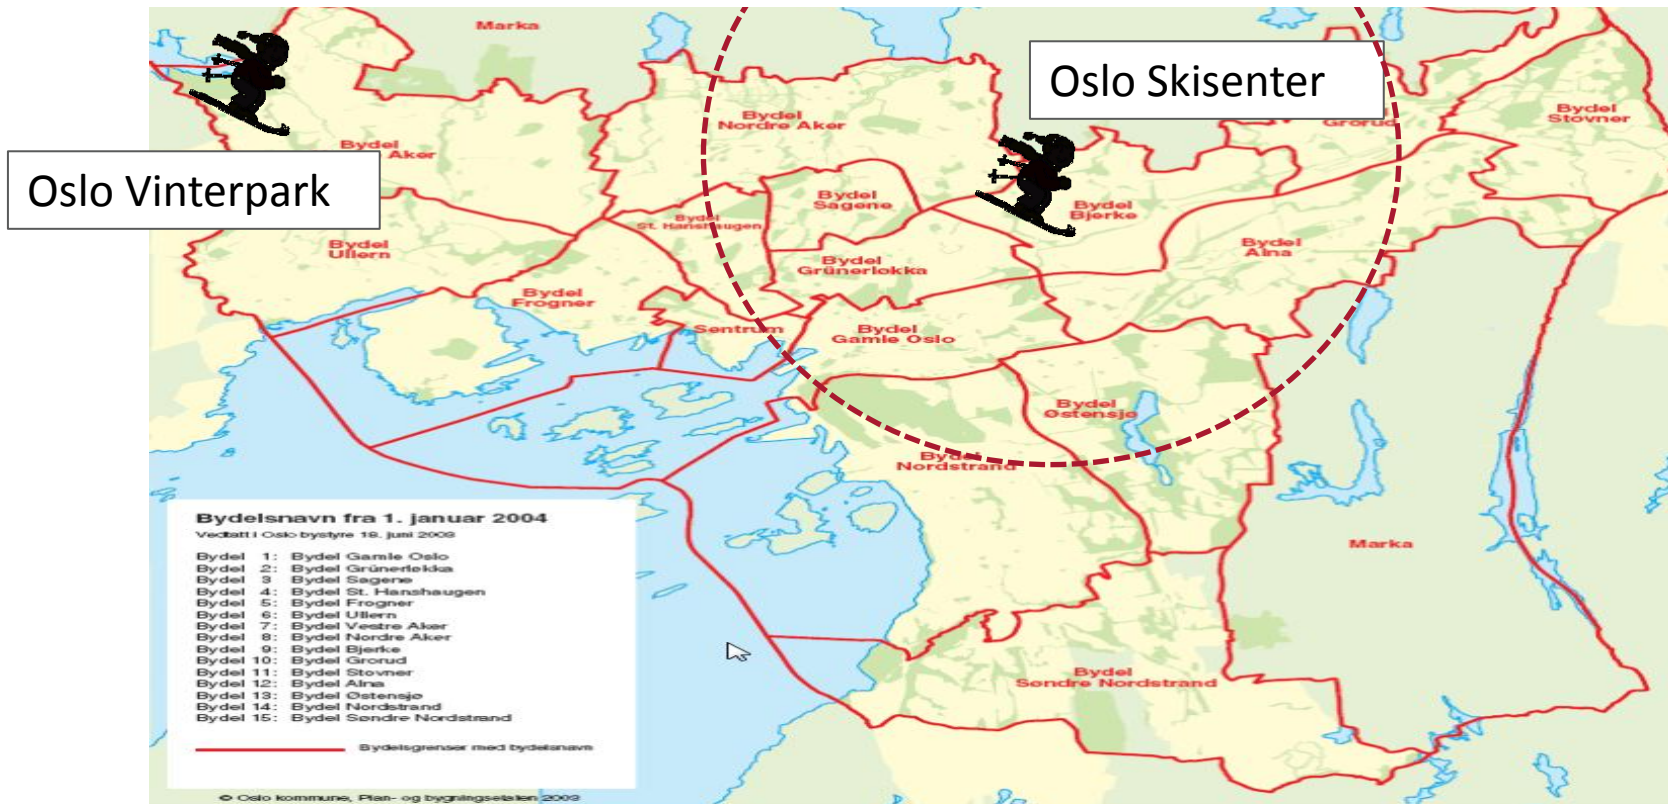 Marka
Oslo Skisenter
Bydel
Stovner
Bydel
Nordre Aker
Grorud
Bydel
Aker
Oslo Vinterpark
Bydel
Sagene
Bydel
St. Hanshaugen
Bydel
Bjerke
Bydel
Ullern
Bydel
Alna
Bydel
Grünerløkka
Bydel
Frogner
Sentrum
Bydel
Gamle Oslo
Bydel
Østensjø
Bydel
Nordstrand
Marka
Bydel
Søndre Nordstrand
Bydelsnavn fra 1. januar 2004
Vedtatt i Oslo bystyre 18. juni 2003
Bydel 1: Bydel Gamle Oslo
Bydel 2: Bydel Grünerløkka
Bydel 3 Bydel Sagene
Bydel 4: Bydel St. Hanshaugen
Bydel 5: Bydel Frogner
Bydel 6: Bydel Ullern
Bydel 7: Bydel Vestre Aker
Bydel 8: Bydel Nordre Aker
Bydel 9: Bydel Bjerke
Bydel 10: Bydel Grorud
Bydel 11: Bydel Stovner
Bydel 12: Bydel Alna
Bydel 13: Bydel Østensjø
Bydel 14: Bydel Nordstrand
Bydel 15: Bydel Søndre Nordstrand
Bydelsgrenser med bydelsnavn
© Oslo kommune, Plan- og bygningsetaten 2003